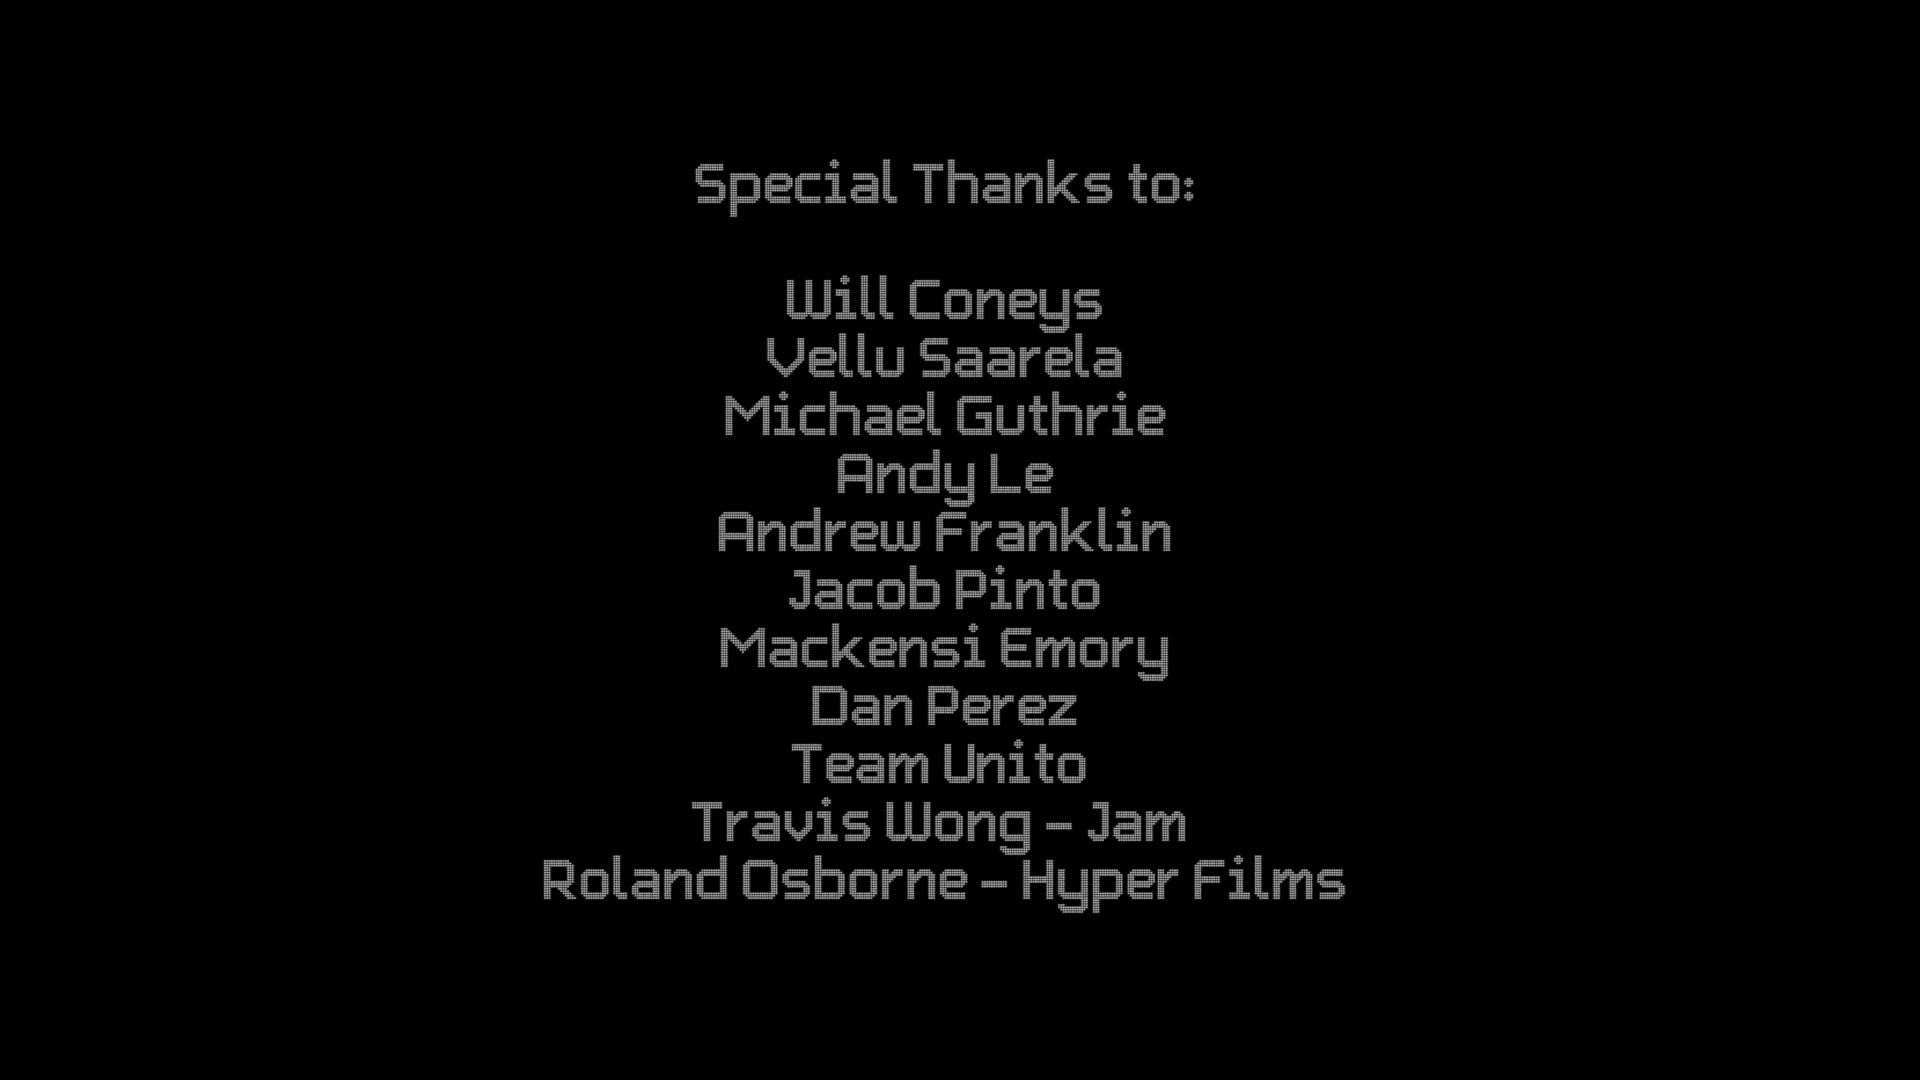 Special Thanks to:
Will Coneys
Vellu Saarela
Michael Guthrie
Andy Le
Andrew Franklin
Jacob Pinto
Mackensi Emory
Dan Perez
Team Unito
Travis Wong - Jam
Roland Osborne - Hyper Films